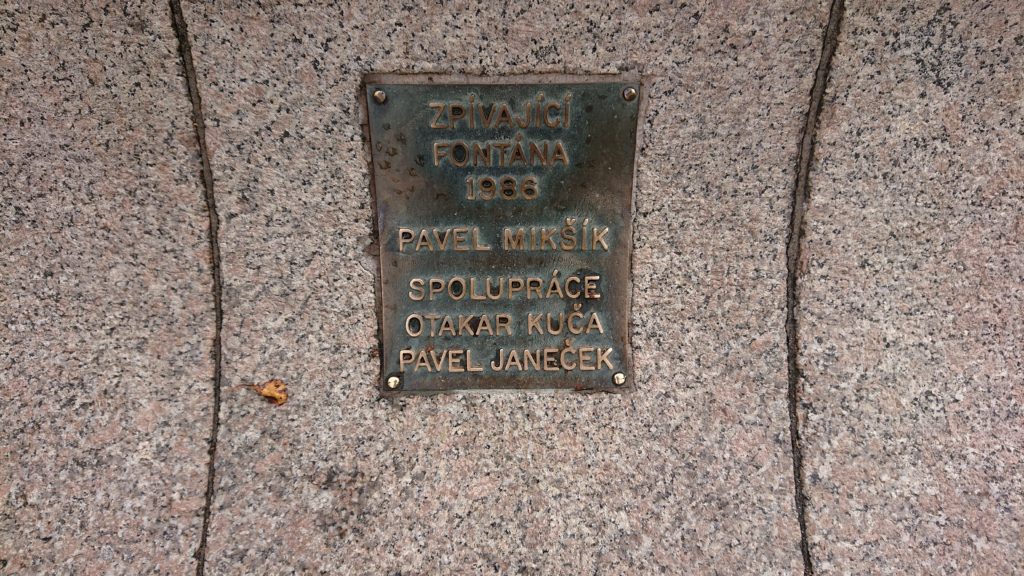 ZPÍVAJÍCÍ
FONTÁNA
1986
PAVEL MIKŠÍK
SPOLUPRÁCE
OTAKAR KUČA
PAVEL JANEČEK